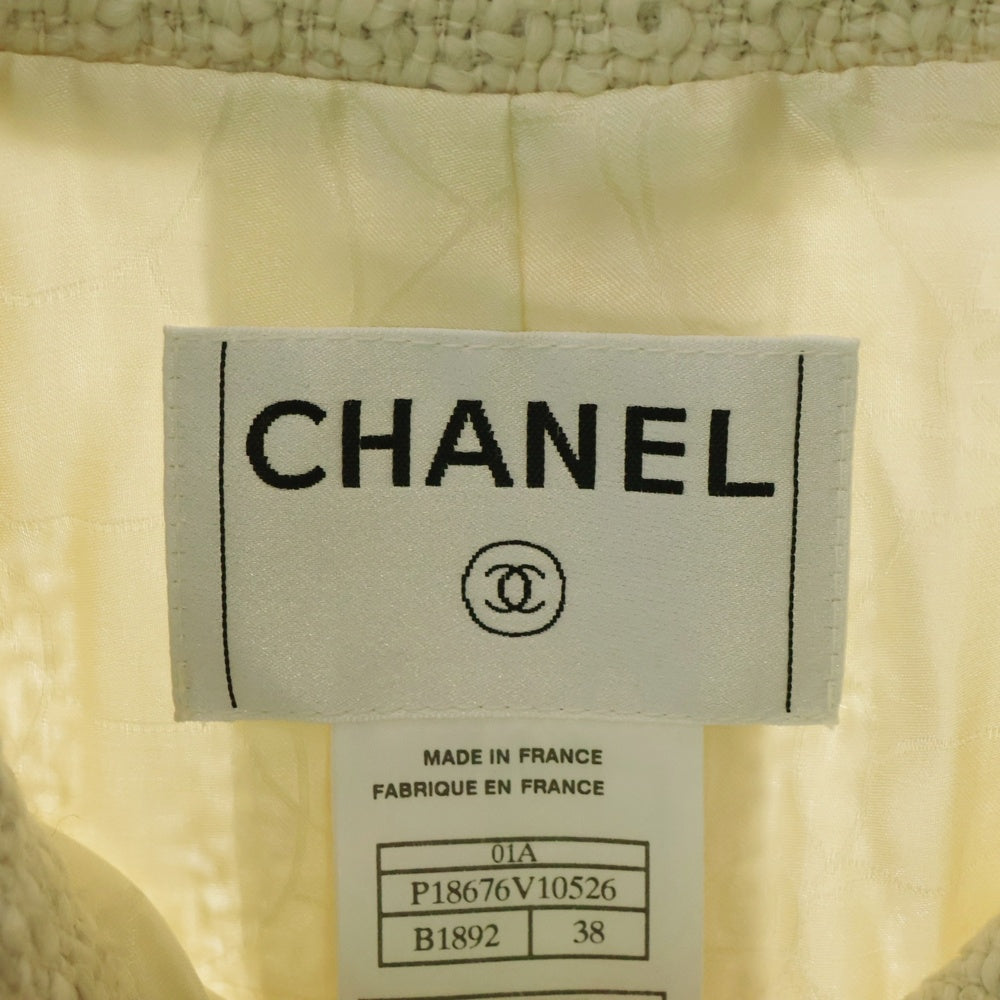 CHANEL
MADE IN FRANCE
FABRIQUE EN FRANCE
01A
P18676V10526
B1892 38